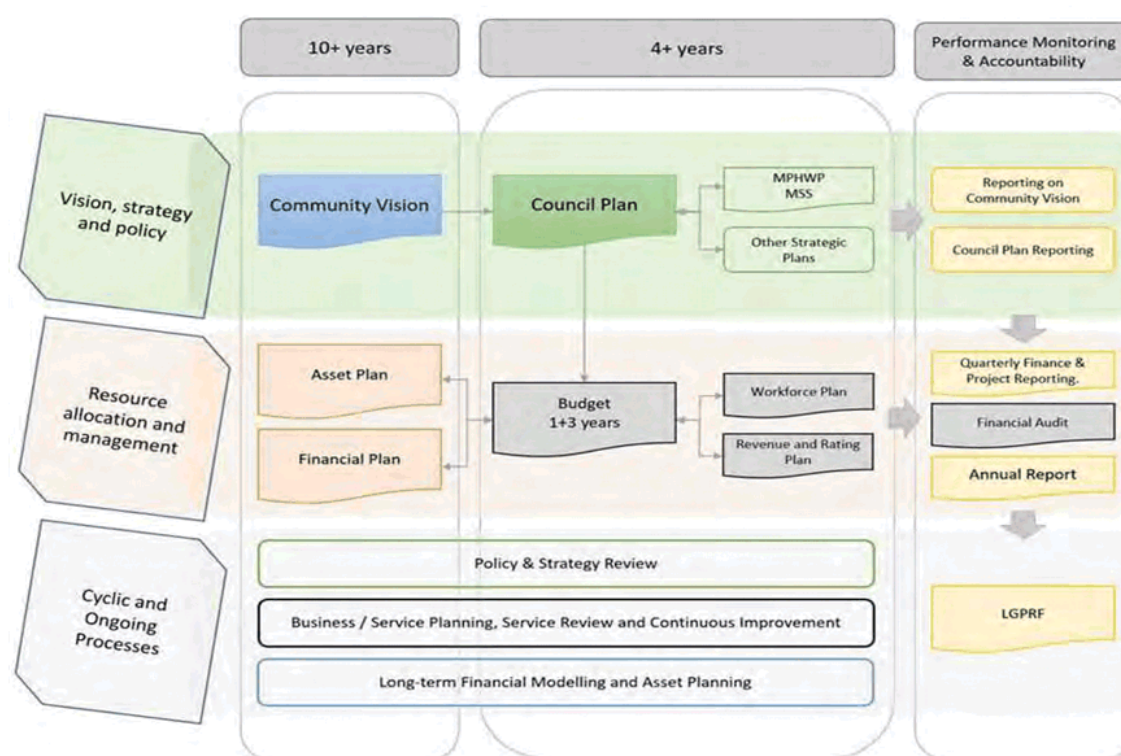 10+ years
4+ years
Performance Monitoring
& Accountability
Vision, strategy
and policy
Community Vision
Council Plan
MPHWP
MSS
Other Strategic
Plans
Reporting on
Community Vision
Council Plan Reporting
Resource
allocation and
management
Asset Plan
Financial Plan
Budget
1+3 years
Workforce Plan
Revenue and Rating
Plan
Quarterly Finance &
Project Reporting.
Financial Audit
Annual Report
Cyclic and
Ongoing
Processes
Policy & Strategy Review
Business / Service Planning, Service Review and Continuous Improvement
Long-term Financial Modelling and Asset Planning
LGPRF